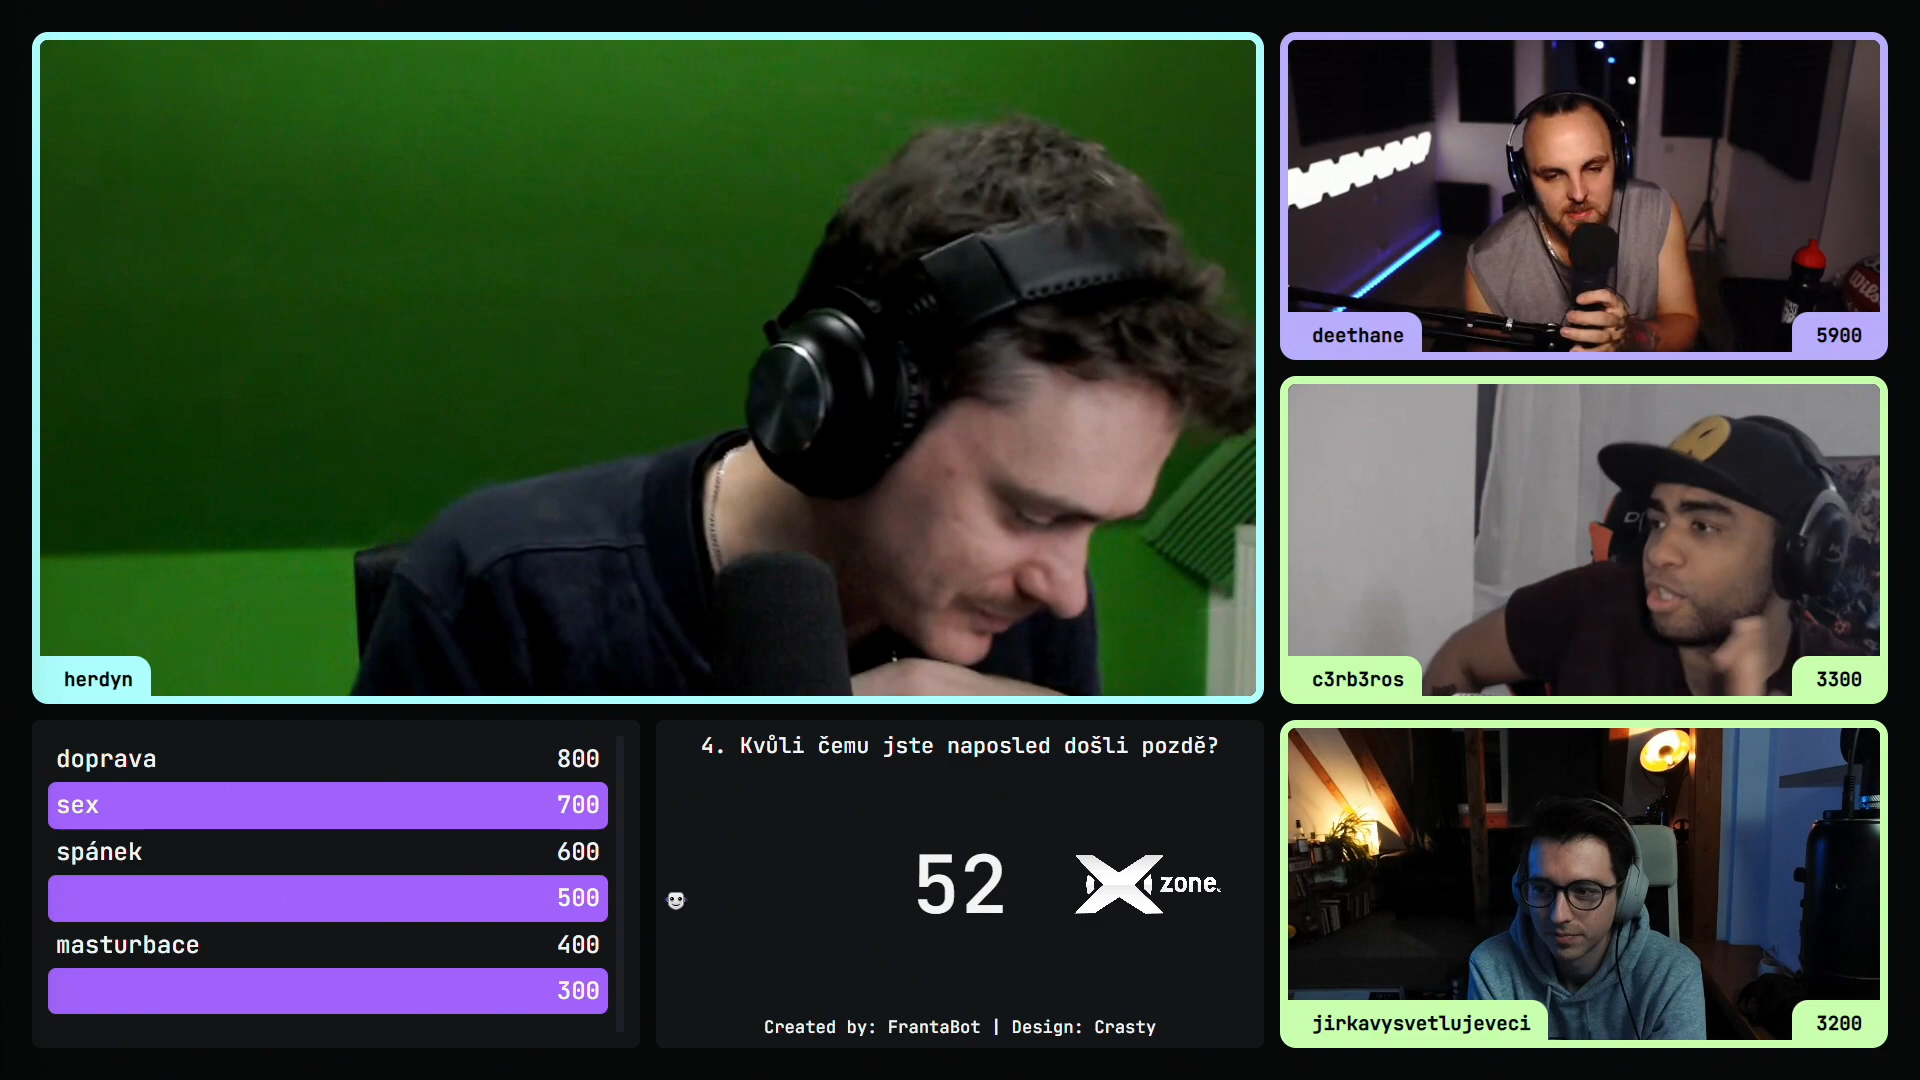 herdyn
deethane
5900
c3rb3ros
3300
jirkavysvetlujeveci
3200
doprava 800
sex 700
spánek 600
500
masturbace 400
300
4. Kvůli čemu jste naposled došli pozdě?
52
zone.
Created by: FrantaBot | Design: Crasty